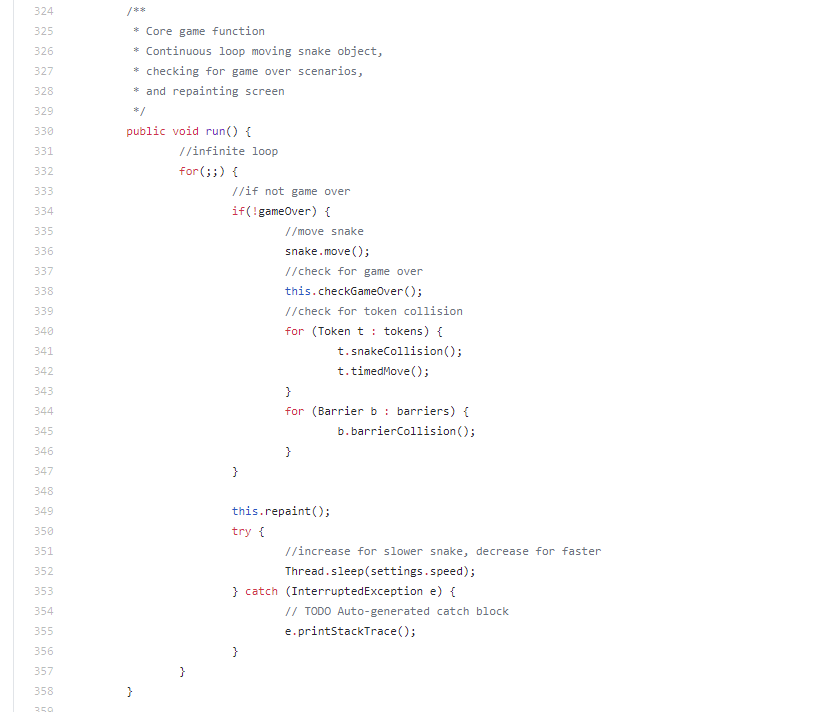 324 /**
325 * Core game function
326 * Continuous loop moving snake object,
327 * checking for game over scenarios,
328 * and repainting screen
329 */
330 public void run() {
331 //infinite loop
332 for(;;) {
333 //if not game over
334 if(!gameOver) {
335 //move snake
336 snake.move();
337 //check for game over
338 this.checkGameOver();
339 //check for token collision
340 for (Token t : tokens) {
341 t.snakeCollision();
342 t.timedMove();
343 }
344 for (Barrier b : barriers) {
345 b.barrierCollision();
346 }
347 }
348
349 this.repaint();
350 try {
351 //increase for slower snake, decrease for faster
352 Thread.sleep(settings.speed);
353 } catch (InterruptedException e) {
354 // TODO Auto-generated catch block
355 e.printStackTrace();
356 }
357 }
358 }
359